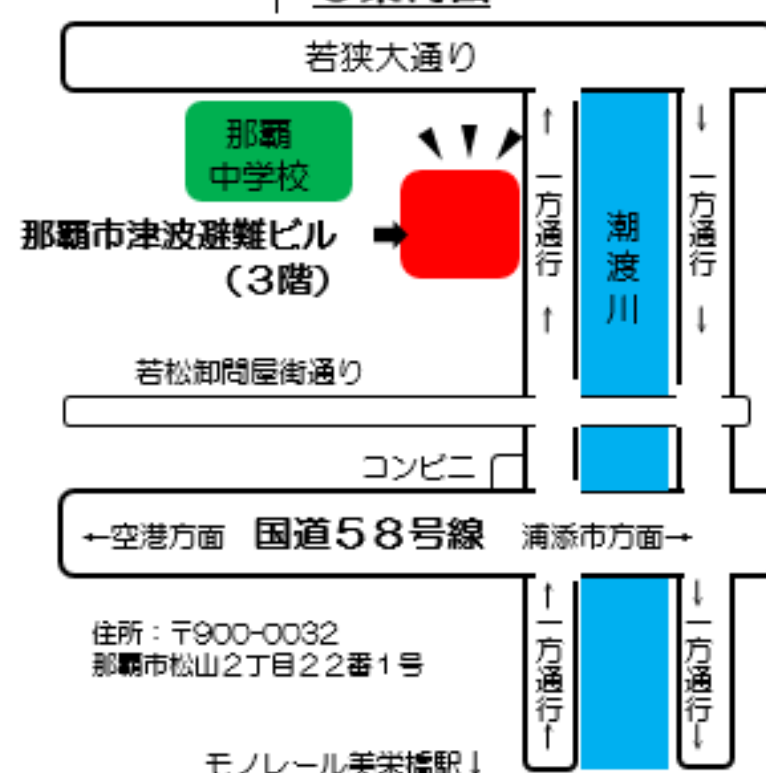 若狭大通り
那覇
中学校
那覇市津波避難ビル
(3階)
➡
↑
一方通行
↑
潮渡川
↓
一方通行
↓
若松卸問屋街通り
コンビニ
←空港方面 国道58号線 浦添市方面→
住所：〒900-0032
那覇市松山2丁目22番1号
↑
一方通行
↑
↓
一方通行
↓
モノレール美栄橋駅↓